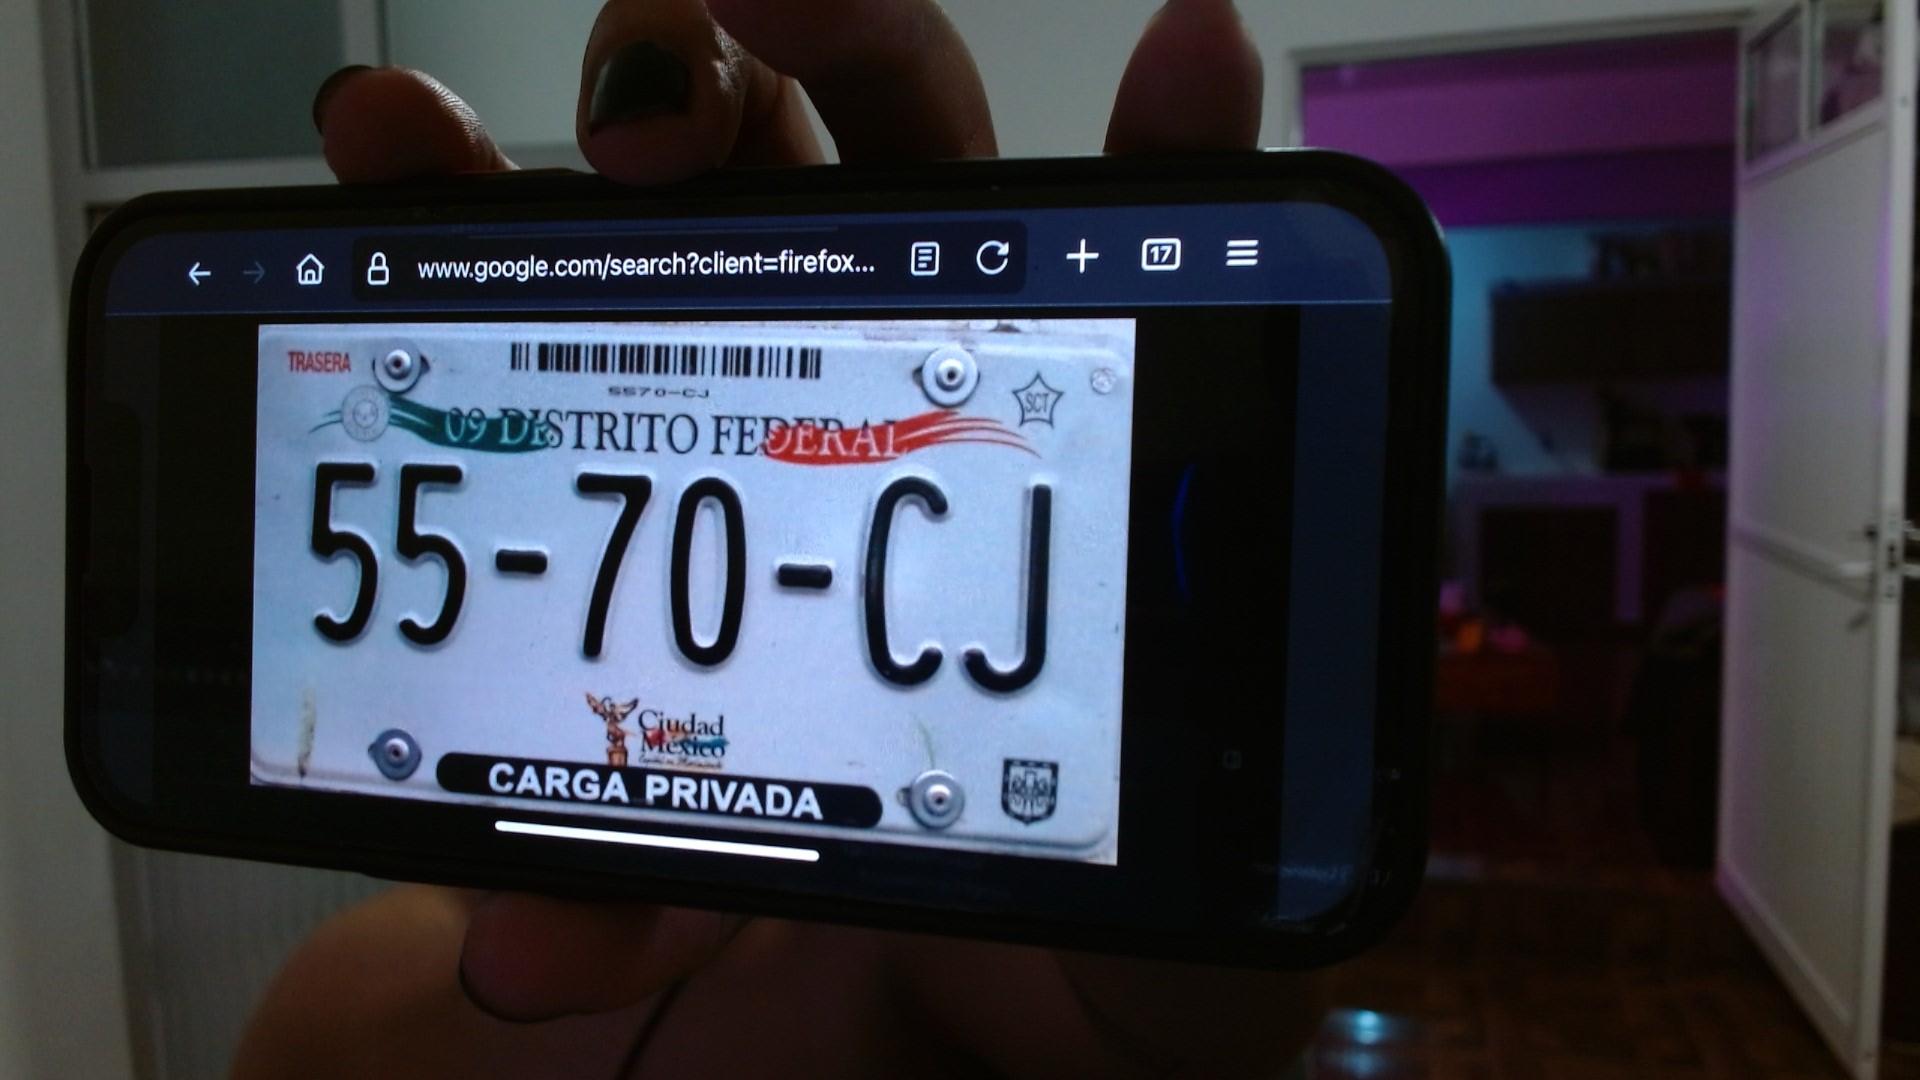 www.google.com/search?client=firefox...
17
TRASERA
5570-CJ
SCT
09 DISTRITO FEDERAL
55-70-CJ
Ciudad
México
CARGA PRIVADA